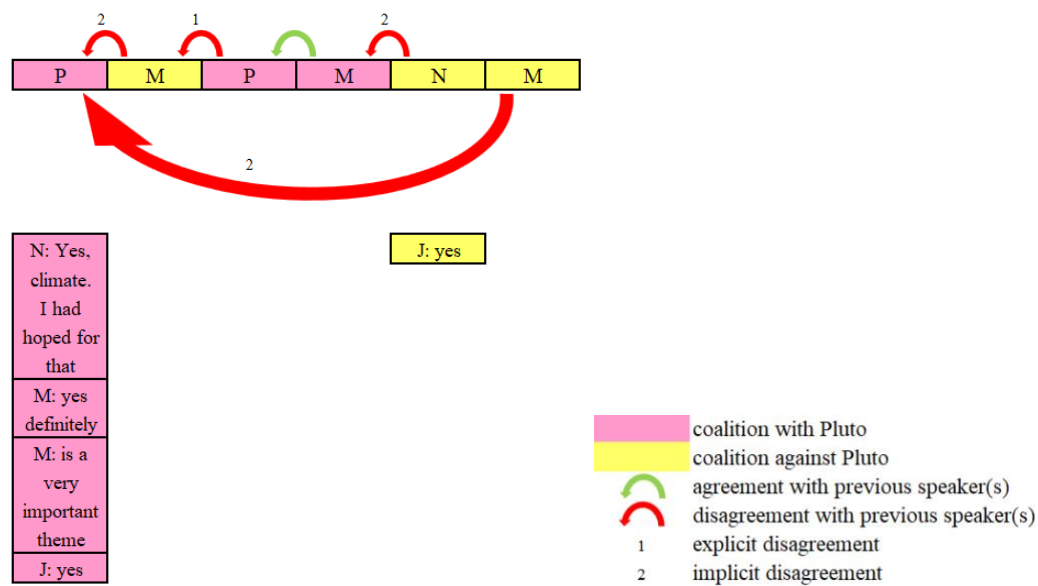 2 1 2
P M P M N M
2
N: Yes,
climate.
I had
hoped for
that
M: yes
definitely
M: is a
very
important
theme
J: yes
J: yes
coalition with Pluto
coalition against Pluto
agreement with previous speaker(s)
disagreement with previous speaker(s)
1 explicit disagreement
2 implicit disagreement